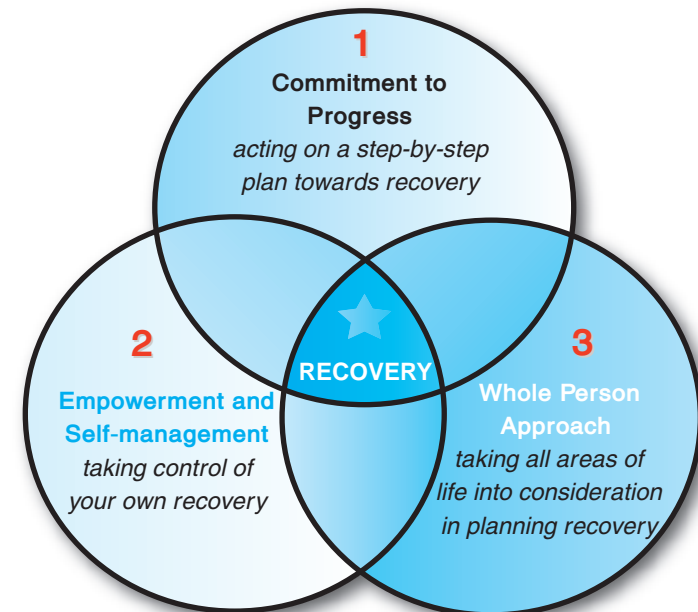 1
Commitment to
Progress
acting on a step-by-step
plan towards recovery
2
Empowerment and
Self-management
taking control of
your own recovery
RECOVERY
3
Whole Person
Approach
taking all areas of
life into consideration
in planning recovery